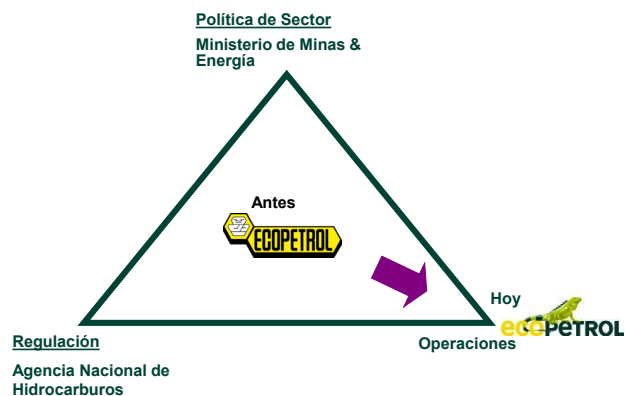 Política de Sector
Ministerio de Minas &
Energía
Antes
ECOPETROL
Hoy
ecoPETROL
Operaciones
Regulación
Agencia Nacional de
Hidrocarburos